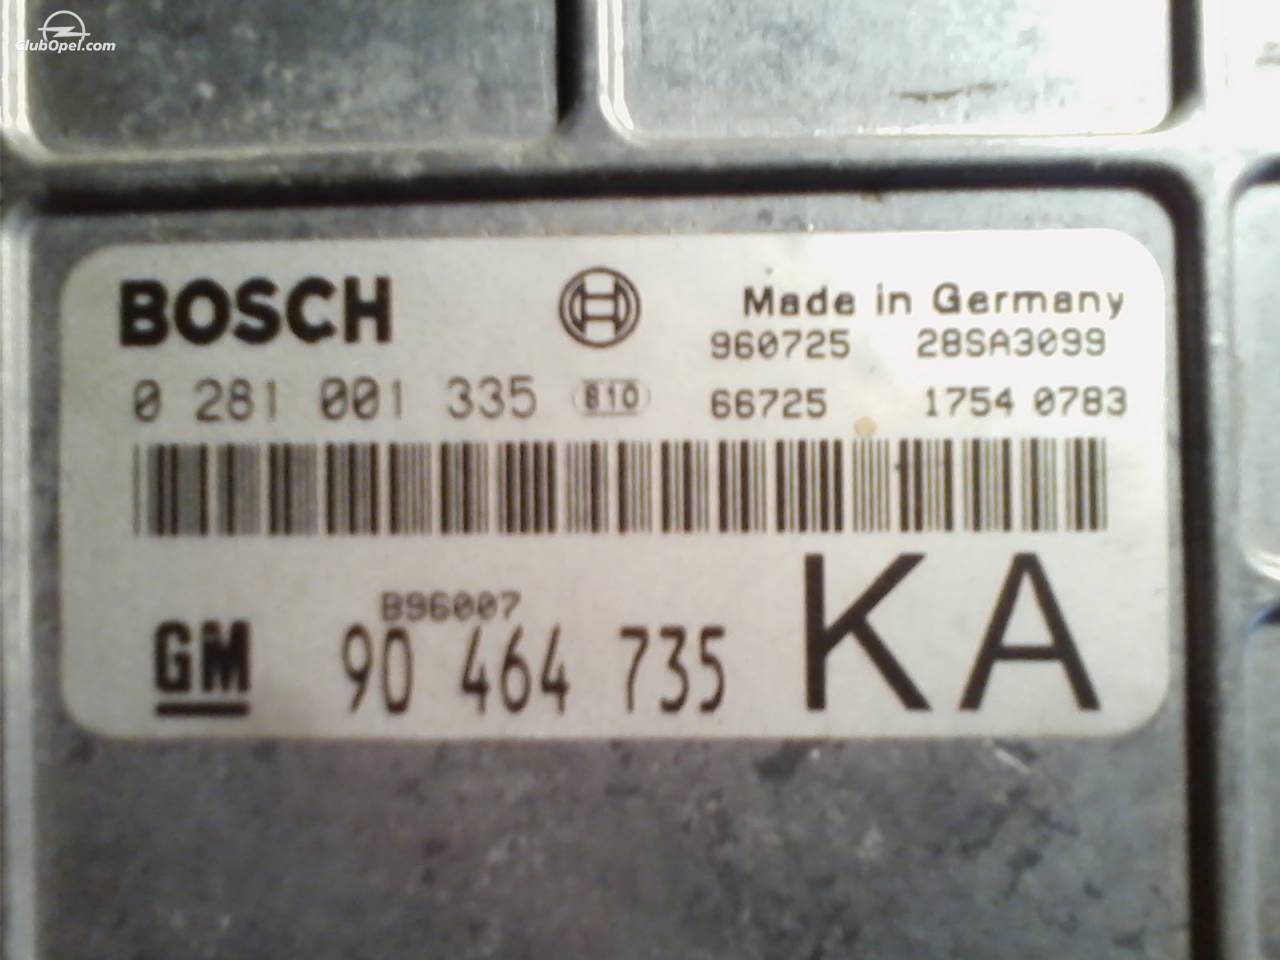 ClubOpel.com
BOSCH
Made in Germany
960725 28SA3099
0 281 001 335 810 66725 1754 0783
B96007
GM 90 464 735 KA